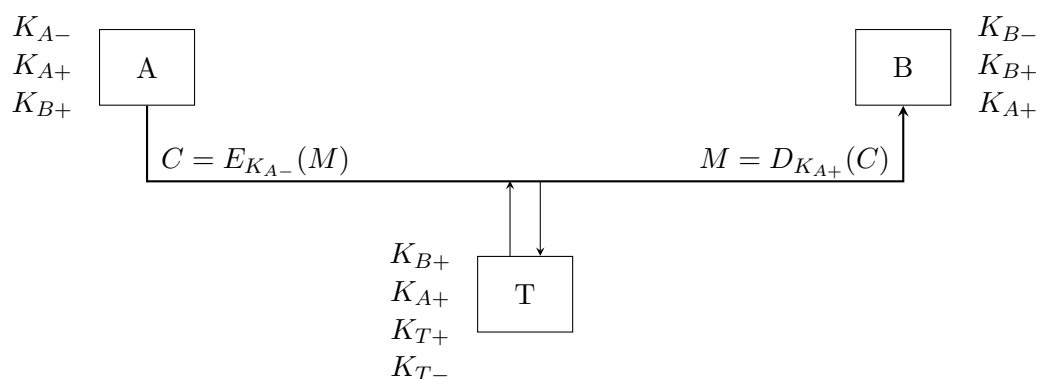 K_{A-}
K_{A+}
K_{B+}
A
B
K_{B-}
K_{B+}
K_{A+}
C = E_{K_{A-}}(M)
M = D_{K_{A+}}(C)
K_{B+}
K_{A+}
K_{T+}
K_{T-}
T